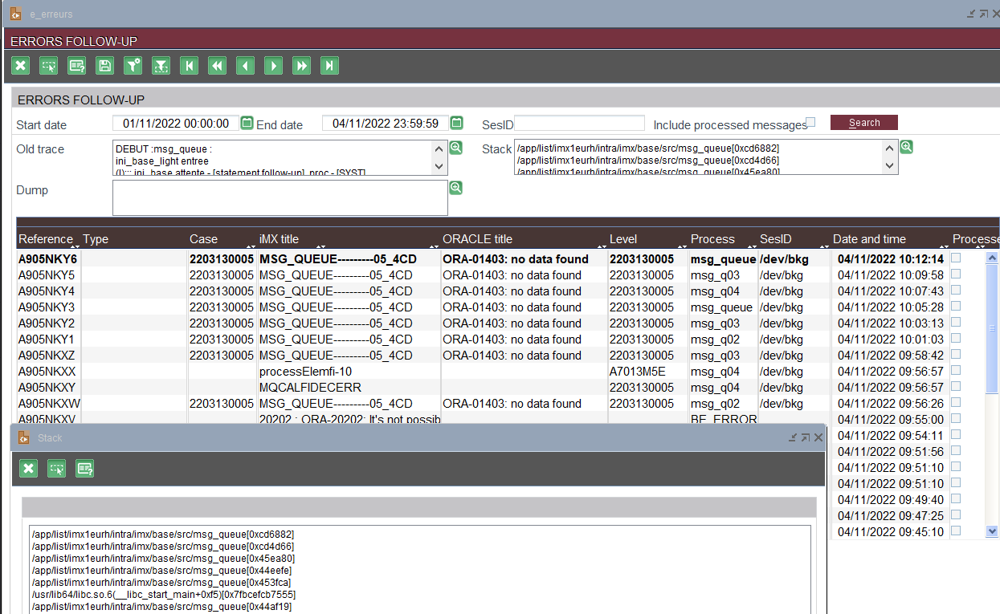 e_erreurs
ERRORS FOLLOW-UP
ERRORS FOLLOW-UP
Start date 01/11/2022 00:00:00 End date 04/11/2022 23:59:59 SesID Include processed messages Search
Old trace DEBUT :msg_queue : Stack /app/list/imx1eurh/intra/imx/base/src/msg_queue[0xcd6882]
ini_base_light entree /app/list/imx1eurh/intra/imx/base/src/msg_queue[0xcd4d66]
(I)::: ini_base attente - [statement follow-up] proc - [SYST] /app/list/imx1eurh/intra/imx/base/src/msg_queue[0x45ea80]
Dump
Reference Type Case iMX title ORACLE title Level Process SesID Date and time Processe
A905NKY6 2203130005 MSG_QUEUE---------05_4CD ORA-01403: no data found 2203130005 msg_queue /dev/bkg 04/11/2022 10:12:14
A905NKY5 2203130005 MSG_QUEUE---------05_4CD ORA-01403: no data found 2203130005 msg_q03 /dev/bkg 04/11/2022 10:09:58
A905NKY4 2203130005 MSG_QUEUE---------05_4CD ORA-01403: no data found 2203130005 msg_q04 /dev/bkg 04/11/2022 10:07:43
A905NKY3 2203130005 MSG_QUEUE---------05_4CD ORA-01403: no data found 2203130005 msg_queue /dev/bkg 04/11/2022 10:05:28
A905NKY2 2203130005 MSG_QUEUE---------05_4CD ORA-01403: no data found 2203130005 msg_q03 /dev/bkg 04/11/2022 10:03:13
A905NKY1 2203130005 MSG_QUEUE---------05_4CD ORA-01403: no data found 2203130005 msg_q02 /dev/bkg 04/11/2022 10:01:03
A905NKXZ 2203130005 MSG_QUEUE---------05_4CD ORA-01403: no data found 2203130005 msg_q03 /dev/bkg 04/11/2022 09:58:42
A905NKXX processElemfi-10 A7013M5E msg_q04 /dev/bkg 04/11/2022 09:56:57
A905NKXY MQCALFIDECERR 2203130005 msg_q04 /dev/bkg 04/11/2022 09:56:57
A905NKXW 2203130005 MSG_QUEUE---------05_4CD ORA-01403: no data found 2203130005 msg_q02 /dev/bkg 04/11/2022 09:56:26
A905NKXV 20202 : ORA-20202: It's not possib BE_ERROR 04/11/2022 09:55:00
04/11/2022 09:54:11
04/11/2022 09:51:56
04/11/2022 09:51:10
04/11/2022 09:51:10
04/11/2022 09:49:40
04/11/2022 09:47:25
04/11/2022 09:45:10
Stack
/app/list/imx1eurh/intra/imx/base/src/msg_queue[0xcd6882]
/app/list/imx1eurh/intra/imx/base/src/msg_queue[0xcd4d66]
/app/list/imx1eurh/intra/imx/base/src/msg_queue[0x45ea80]
/app/list/imx1eurh/intra/imx/base/src/msg_queue[0x44eefe]
/app/list/imx1eurh/intra/imx/base/src/msg_queue[0x453fca]
/usr/lib64/libc.so.6(__libc_start_main+0xf5)[0x7fbcefcb7555]
/app/list/imx1eurh/intra/imx/base/src/msg_queue[0x44af19]